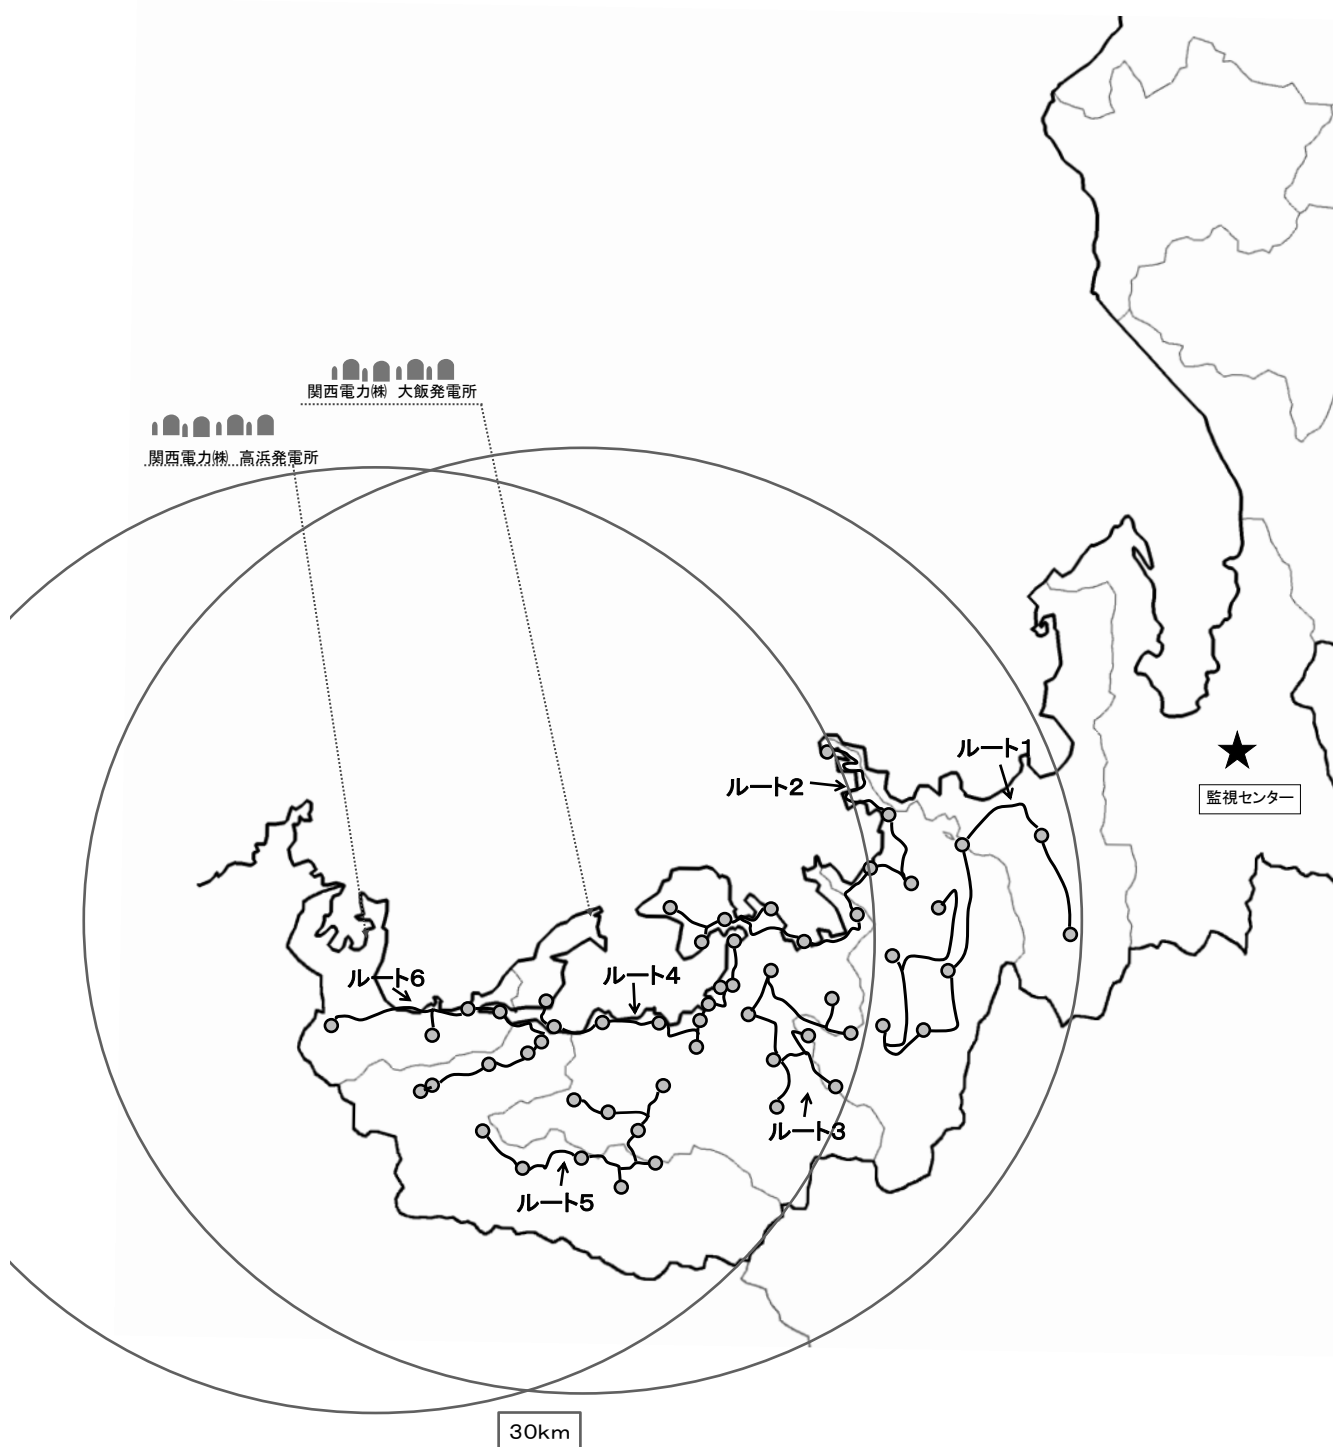 関西電力㈱ 大飯発電所
関西電力㈱ 高浜発電所
ルート1
ルート2
監視センター
ルート6
ルート4
ルート3
ルート5
30km